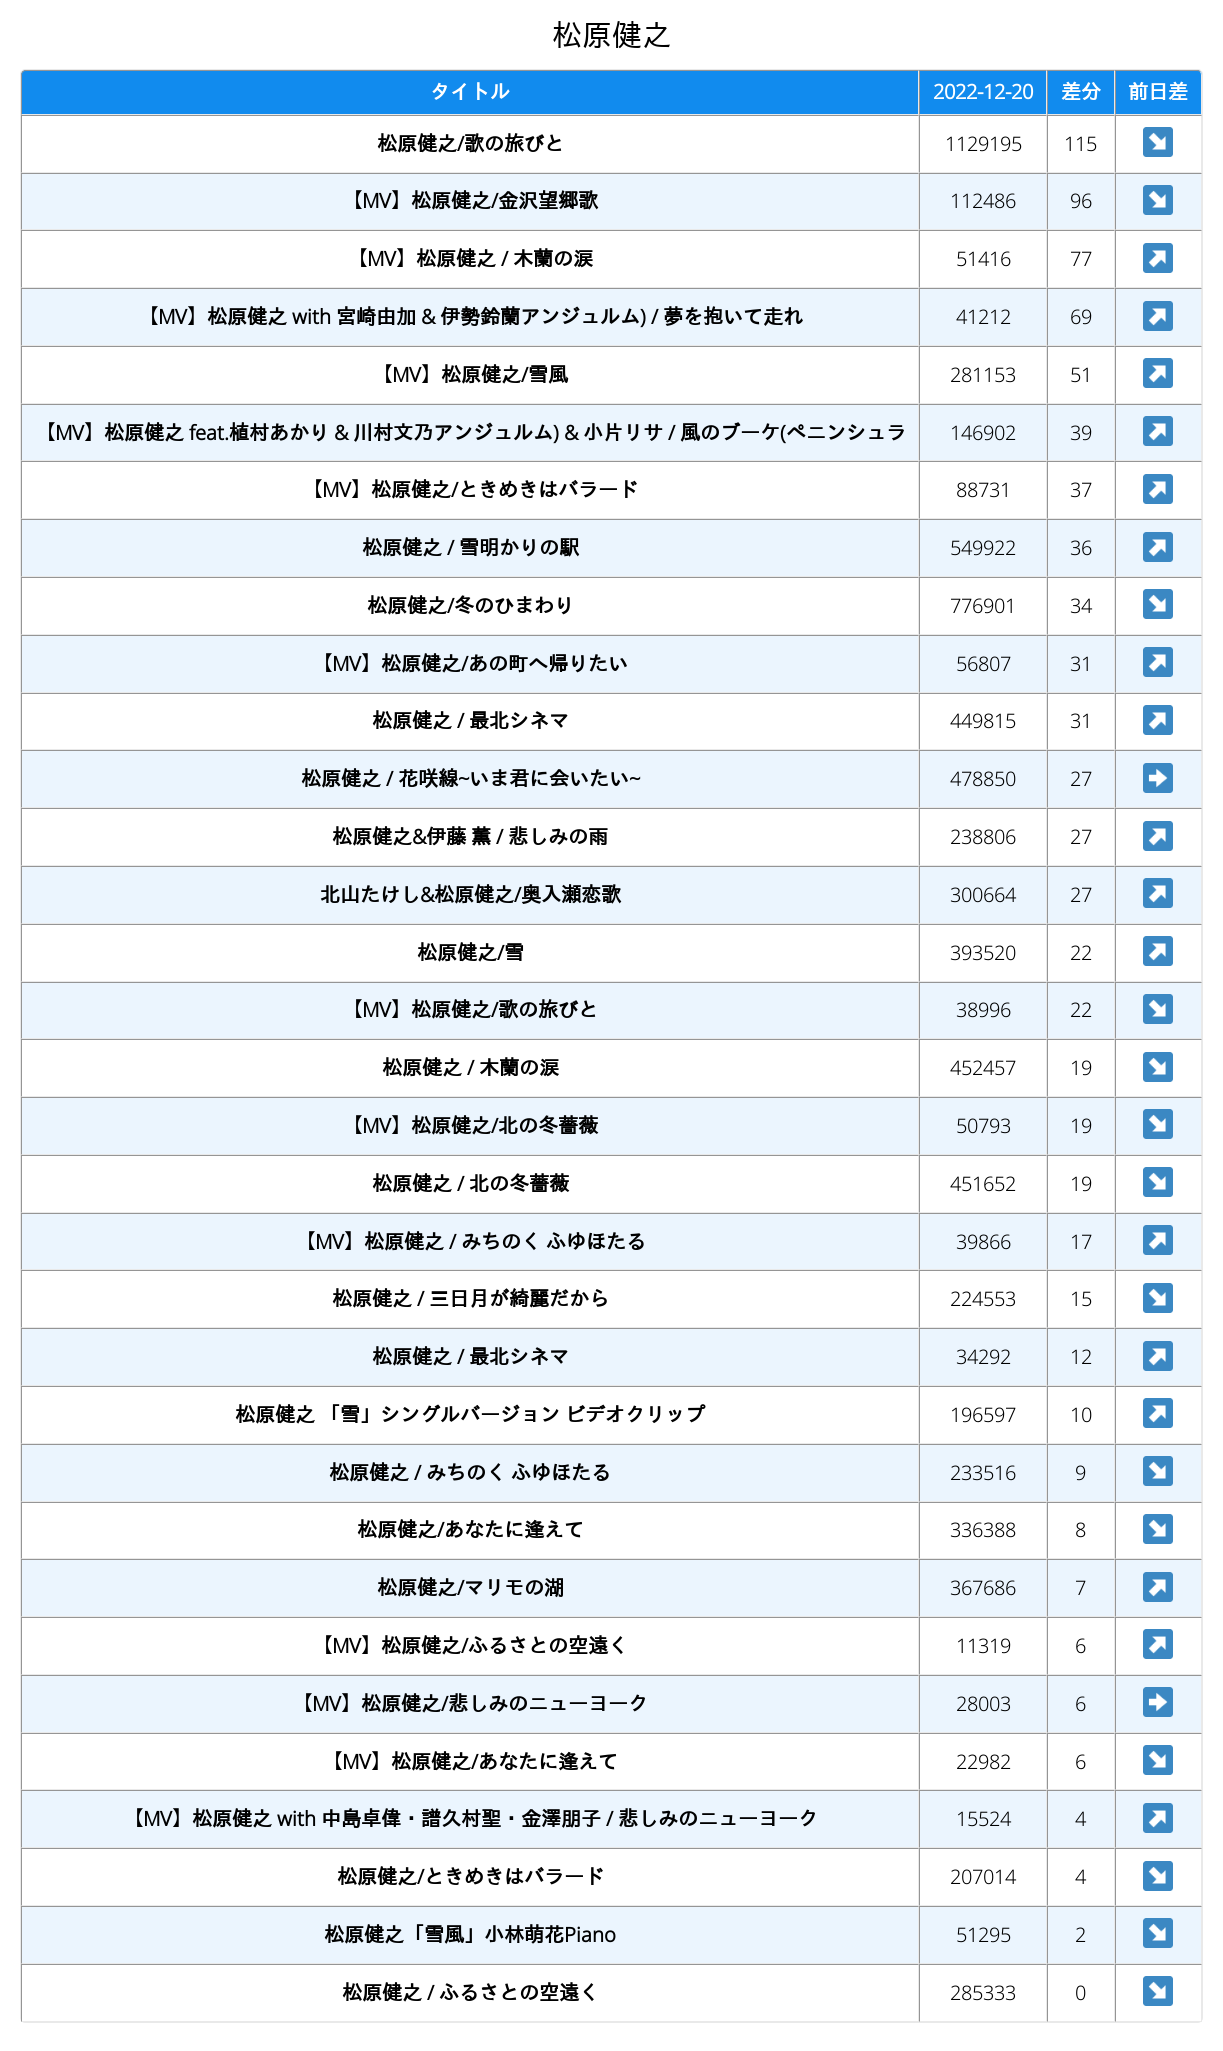 松原健之
タイトル 2022-12-20 差分 前日差
松原健之/歌の旅びと 1129195 115 ↘
【MV】松原健之/金沢望郷歌 112486 96 ↘
【MV】松原健之 / 木蘭の涙 51416 77 ↗
【MV】松原健之 with 宮崎由加 & 伊勢鈴蘭アンジュルム) / 夢を抱いて走れ 41212 69 ↗
【MV】松原健之/雪風 281153 51 ↗
【MV】松原健之 feat.植村あかり & 川村文乃アンジュルム) & 小片リサ / 風のブーケ(ペニンシュラ 146902 39 ↗
【MV】松原健之/ときめきはバラード 88731 37 ↗
松原健之 / 雪明かりの駅 549922 36 ↗
松原健之/冬のひまわり 776901 34 ↘
【MV】松原健之/あの町へ帰りたい 56807 31 ↗
松原健之 / 最北シネマ 449815 31 ↗
松原健之 / 花咲線~いま君に会いたい~ 478850 27 ➡
松原健之&伊藤 薫 / 悲しみの雨 238806 27 ↗
北山たけし&松原健之/奥入瀬恋歌 300664 27 ↗
松原健之/雪 393520 22 ↗
【MV】松原健之/歌の旅びと 38996 22 ↘
松原健之 / 木蘭の涙 452457 19 ↘
【MV】松原健之/北の冬薔薇 50793 19 ↘
松原健之 / 北の冬薔薇 451652 19 ↘
【MV】松原健之 / みちのく ふゆほたる 39866 17 ↗
松原健之 / 三日月が綺麗だから 224553 15 ↘
松原健之 / 最北シネマ 34292 12 ↗
松原健之 「雪」シングルバージョン ビデオクリップ 196597 10 ↗
松原健之 / みちのく ふゆほたる 233516 9 ↘
松原健之/あなたに逢えて 336388 8 ↘
松原健之/マリモの湖 367686 7 ↗
【MV】松原健之/ふるさとの空遠く 11319 6 ↗
【MV】松原健之/悲しみのニューヨーク 28003 6 ➡
【MV】松原健之/あなたに逢えて 22982 6 ↘
【MV】松原健之 with 中島卓偉・譜久村聖・金澤朋子 / 悲しみのニューヨーク 15524 4 ↗
松原健之/ときめきはバラード 207014 4 ↘
松原健之「雪風」小林萌花Piano 51295 2 ↘
松原健之 / ふるさとの空遠く 285333 0 ↘